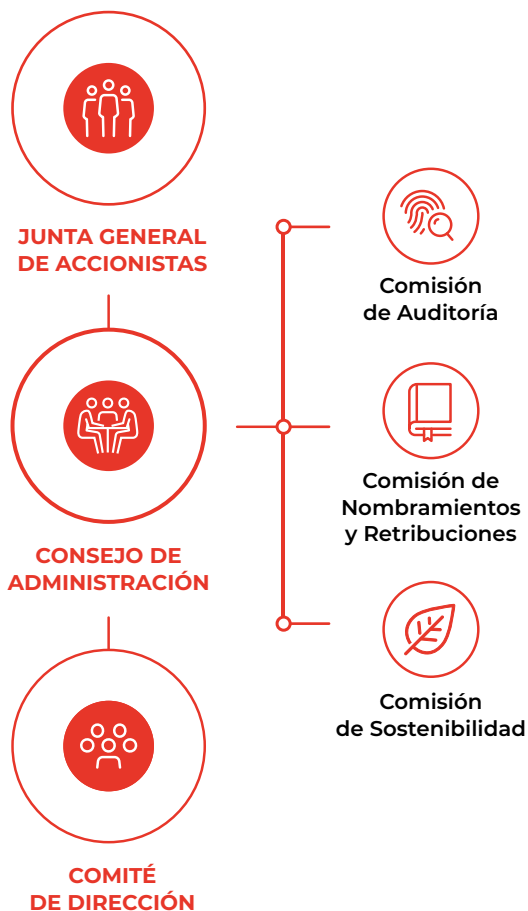 JUNTA GENERAL
DE ACCIONISTAS
CONSEJO DE
ADMINISTRACIÓN
COMITÉ
DE DIRECCIÓN
Comisión
de Auditoría
Comisión de
Nombramientos
y Retribuciones
Comisión
de Sostenibilidad